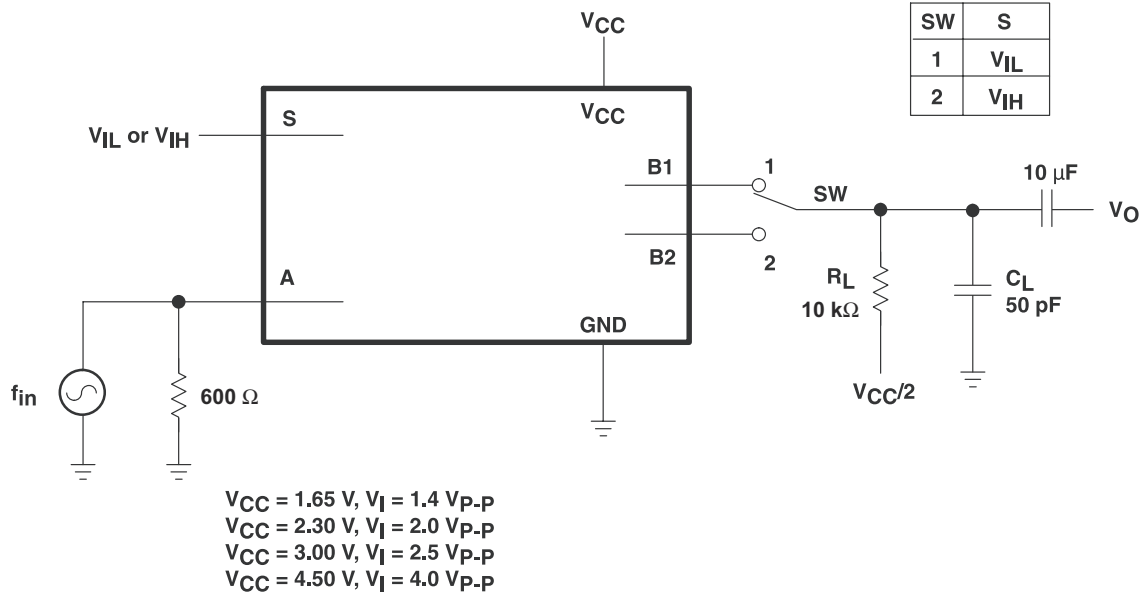 VCC
SW S
1 VIL
2 VIH
VCC
S
VIL or VIH
B1
1
SW
10 μF
VO
B2
2
A
RL
10 kΩ
CL
50 pF
GND
fin
600 Ω
VCC/2
VCC = 1.65 V, VI = 1.4 VP-P
VCC = 2.30 V, VI = 2.0 VP-P
VCC = 3.00 V, VI = 2.5 VP-P
VCC = 4.50 V, VI = 4.0 VP-P